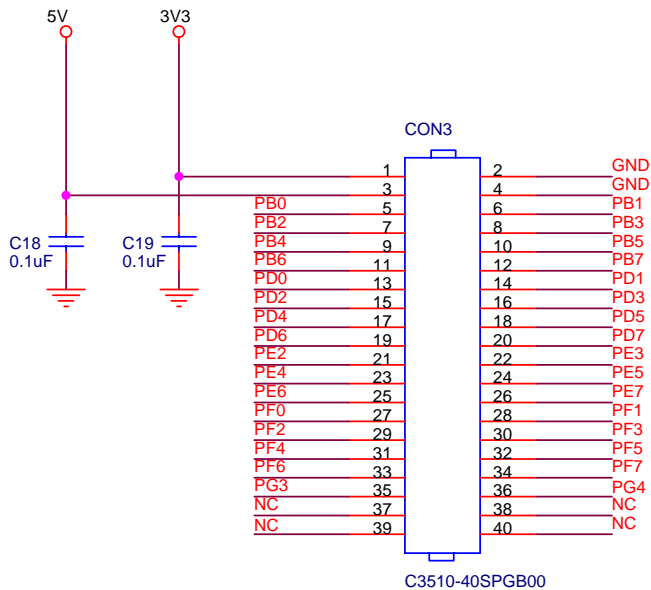 5V 3V3
CON3
1 2 GND
3 4 GND
PB0 5 6 PB1
PB2 7 8 PB3
C18 C19 PB4 9 10 PB5
0.1uF 0.1uF PB6 11 12 PB7
PD0 13 14 PD1
PD2 15 16 PD3
PD4 17 18 PD5
PD6 19 20 PD7
PE2 21 22 PE3
PE4 23 24 PE5
PE6 25 26 PE7
PF0 27 28 PF1
PF2 29 30 PF3
PF4 31 32 PF5
PF6 33 34 PF7
PG3 35 36 PG4
NC 37 38 NC
NC 39 40 NC
C3510-40SPGB00